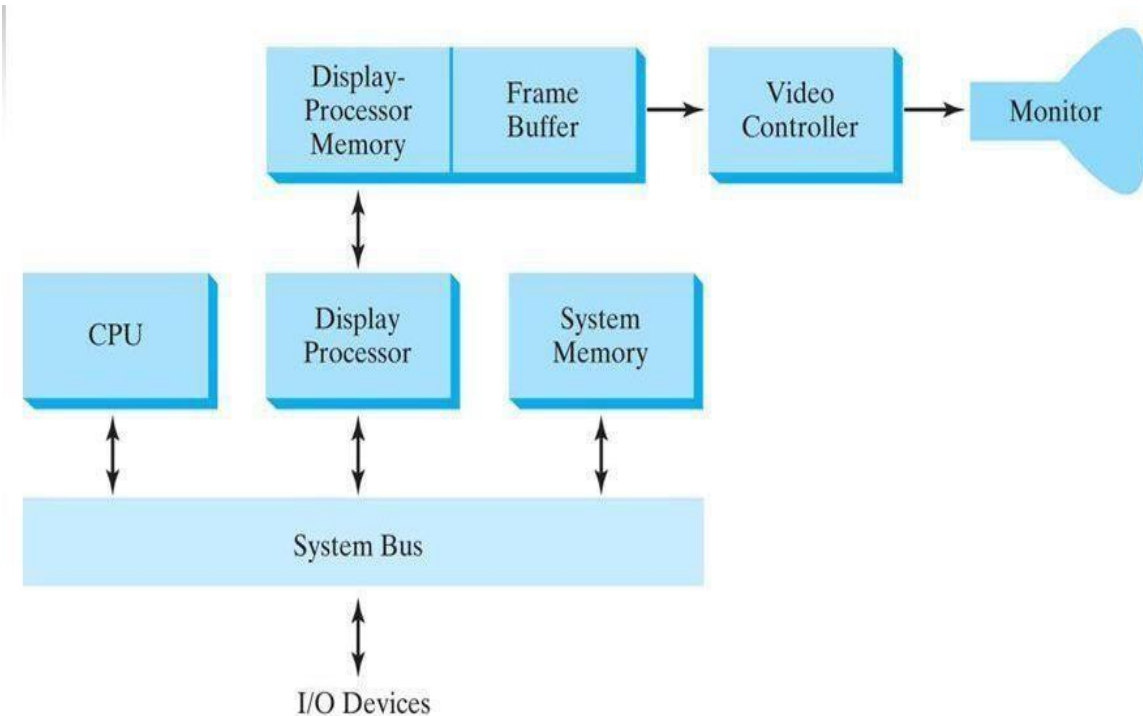 Display-
Processor
Memory
Frame
Buffer
Video
Controller
Monitor
CPU
Display
Processor
System
Memory
System Bus
I/O Devices